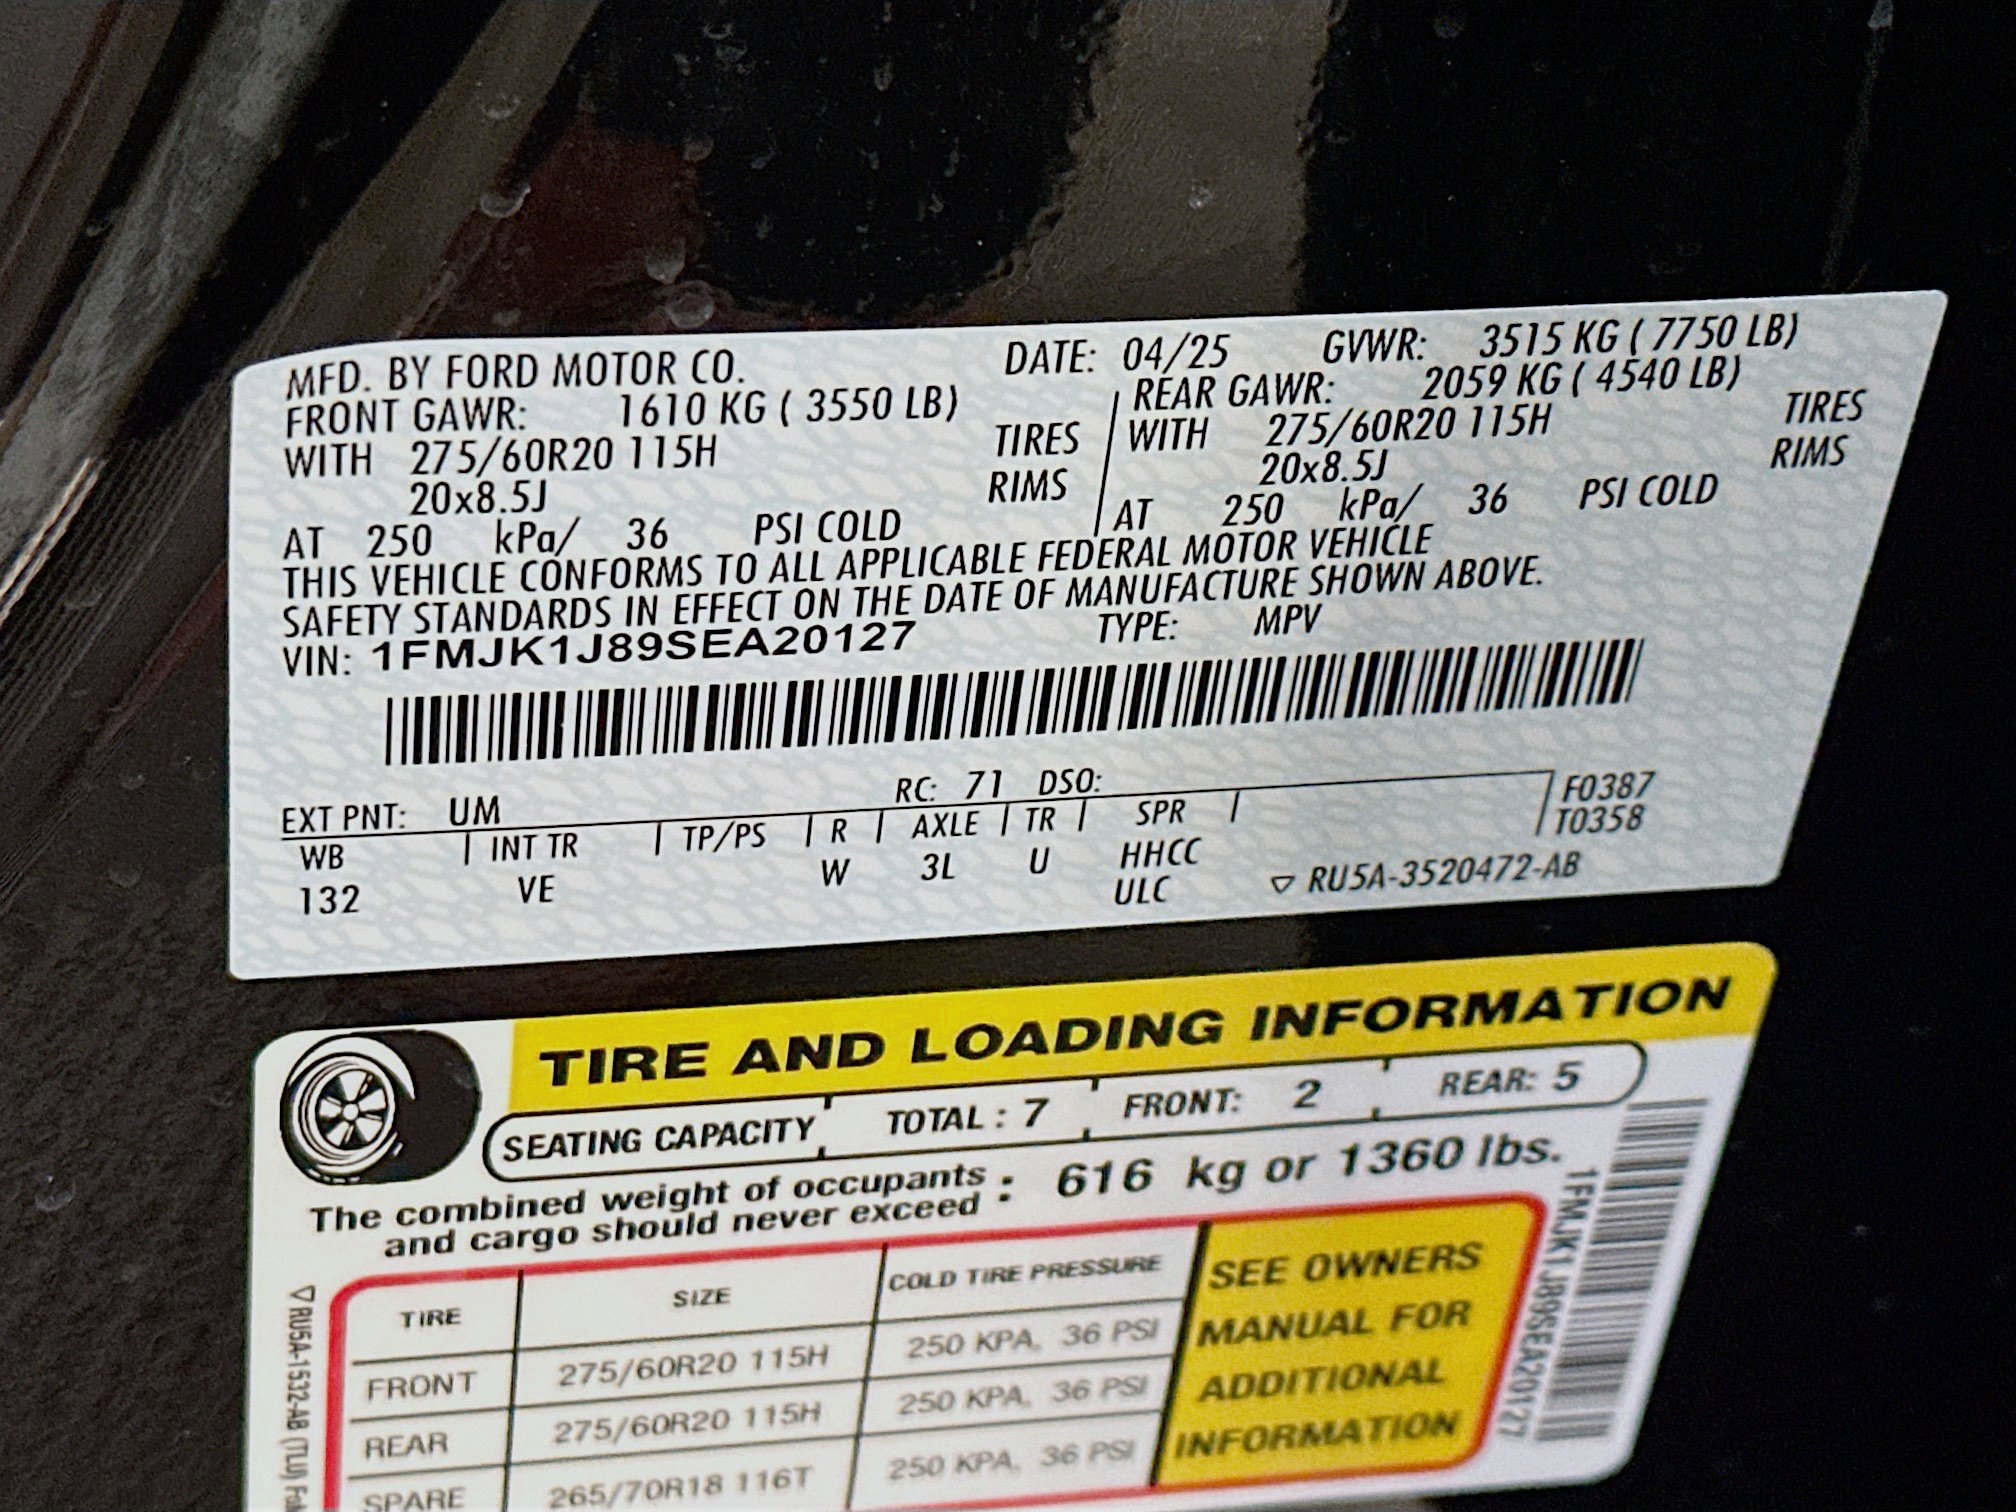 MFD. BY FORD MOTOR CO. DATE: 04/25 GVWR: 3515 KG ( 7750 LB)
FRONT GAWR: 1610 KG ( 3550 LB) REAR GAWR: 2059 KG ( 4540 LB)
WITH 275/60R20 115H TIRES WITH 275/60R20 115H TIRES
20x8.5J RIMS 20x8.5J RIMS
AT 250 kPa/ 36 PSI COLD AT 250 kPa/ 36 PSI COLD
THIS VEHICLE CONFORMS TO ALL APPLICABLE FEDERAL MOTOR VEHICLE
SAFETY STANDARDS IN EFFECT ON THE DATE OF MANUFACTURE SHOWN ABOVE.
VIN: 1FMJK1J89SEA20127 TYPE: MPV
EXT PNT: UM RC: 71 DSO: F0387
WB INT TR TP/PS R AXLE TR SPR T0358
132 VE W 3L U HHCC
ULC RU5A-3520472-AB
TIRE AND LOADING INFORMATION
SEATING CAPACITY TOTAL : 7 FRONT: 2 REAR: 5
The combined weight of occupants
and cargo should never exceed : 616 kg or 1360 lbs.
TIRE SIZE COLD TIRE PRESSURE
FRONT 275/60R20 115H 250 KPA, 36 PSI
REAR 275/60R20 115H 250 KPA, 36 PSI
SPARE 265/70R18 116T 250 KPA, 36 PSI
SEE OWNERS
MANUAL FOR
ADDITIONAL
INFORMATION
1FMJK1J89SEA20127
RU5A-1532-AB (TLU)